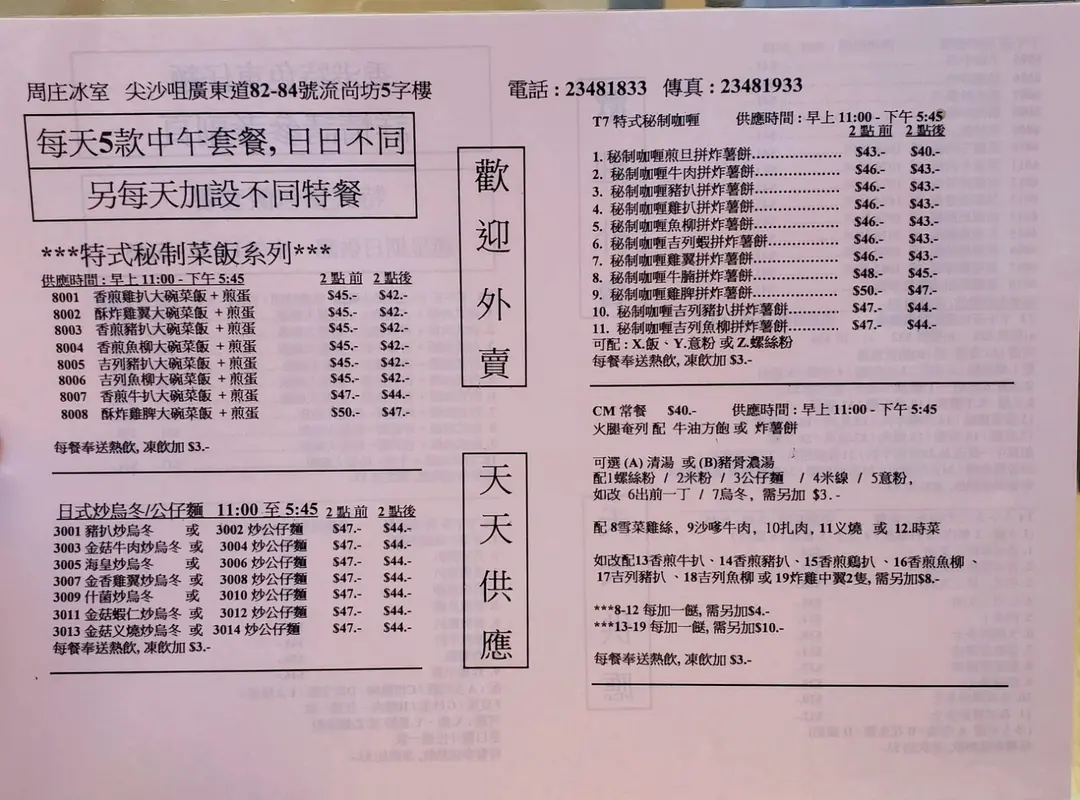 周庄冰室 尖沙咀廣東道82-84號流尚坊5字樓
電話 : 23481833 傳真 : 23481933
每天5款中午套餐, 日日不同
另每天加設不同特餐
***特式秘制菜飯系列***
供應時間 : 早上 11:00 - 下午 5:45 2 點前 2 點後
8001 香煎雞扒大碗菜飯 + 煎蛋 $45.- $42.-
8002 酥炸雞翼大碗菜飯 + 煎蛋 $45.- $42.-
8003 香煎豬扒大碗菜飯 + 煎蛋 $45.- $42.-
8004 香煎魚柳大碗菜飯 + 煎蛋 $45.- $42.-
8005 吉列豬扒大碗菜飯 + 煎蛋 $45.- $42.-
8006 吉列魚柳大碗菜飯 + 煎蛋 $45.- $42.-
8007 香煎牛扒大碗菜飯 + 煎蛋 $47.- $44.-
8008 酥炸雞脾大碗菜飯 + 煎蛋 $50.- $47.-
每餐奉送熱飲, 凍飲加 $3.-
日式炒烏冬/公仔麵 11:00 至 5:45 2 點前 2 點後
3001 豬扒炒烏冬 或 3002 炒公仔麵 $47.- $44.-
3003 金菇牛肉炒烏冬 或 3004 炒公仔麵 $47.- $44.-
3005 海皇炒烏冬 或 3006 炒公仔麵 $47.- $44.-
3007 金香雞翼炒烏冬 或 3008 炒公仔麵 $47.- $44.-
3009 什菌炒烏冬 或 3010 炒公仔麵 $47.- $44.-
3011 金菇蝦仁炒烏冬 或 3012 炒公仔麵 $47.- $44.-
3013 金菇义燒炒烏冬 或 3014 炒公仔麵 $47.- $44.-
每餐奉送熱飲, 凍飲加 $3.-
歡迎外賣
天天供應
T7 特式秘制咖喱 供應時間 : 早上 11:00 - 下午 5:45
2 點前 2 點後
1. 秘制咖喱煎旦拼炸薯餅..................... $43.- $40.-
2. 秘制咖喱牛肉拼炸薯餅..................... $46.- $43.-
3. 秘制咖喱豬扒拼炸薯餅..................... $46.- $43.-
4. 秘制咖喱雞扒拼炸薯餅..................... $46.- $43.-
5. 秘制咖喱魚柳拼炸薯餅..................... $46.- $43.-
6. 秘制咖喱吉列蝦拼炸薯餅.................. $46.- $43.-
7. 秘制咖喱雞翼拼炸薯餅..................... $46.- $43.-
8. 秘制咖喱牛腩拼炸薯餅..................... $48.- $45.-
9. 秘制咖喱雞脾拼炸薯餅..................... $50.- $47.-
10. 秘制咖喱吉列豬扒拼炸薯餅............ $47.- $44.-
11. 秘制咖喱吉列魚柳拼炸薯餅............ $47.- $44.-
可配 : X.飯、Y.意粉 或 Z.螺絲粉
每餐奉送熱飲, 凍飲加 $3.-
CM 常餐 $40.- 供應時間 : 早上 11:00 - 下午 5:45
火腿奄列 配 牛油方飽 或 炸薯餅
可選 (A) 清湯 或 (B)豬骨濃湯
配1螺絲粉 / 2米粉 / 3公仔麵 / 4米線 / 5意粉,
如改 6出前一丁 / 7烏冬, 需另加 $3.-
配 8雪菜雞絲, 9沙嗲牛肉, 10扎肉, 11义燒 或 12.時菜
如改配13香煎牛扒、14香煎豬扒、15香煎鷄扒、16香煎魚柳、
17吉列豬扒、18吉列魚柳 或 19炸雞中翼2隻, 需另加$8.-
***8-12 每加一餸, 需另加$4.-
***13-19 每加一餸, 需另加$10.-
每餐奉送熱飲, 凍飲加 $3.-